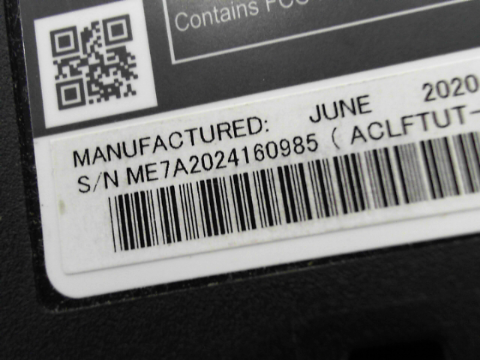 Contains FCC
MANUFACTURED: JUNE 2020
S/N ME7A2024160985 ( ACLFTUT-